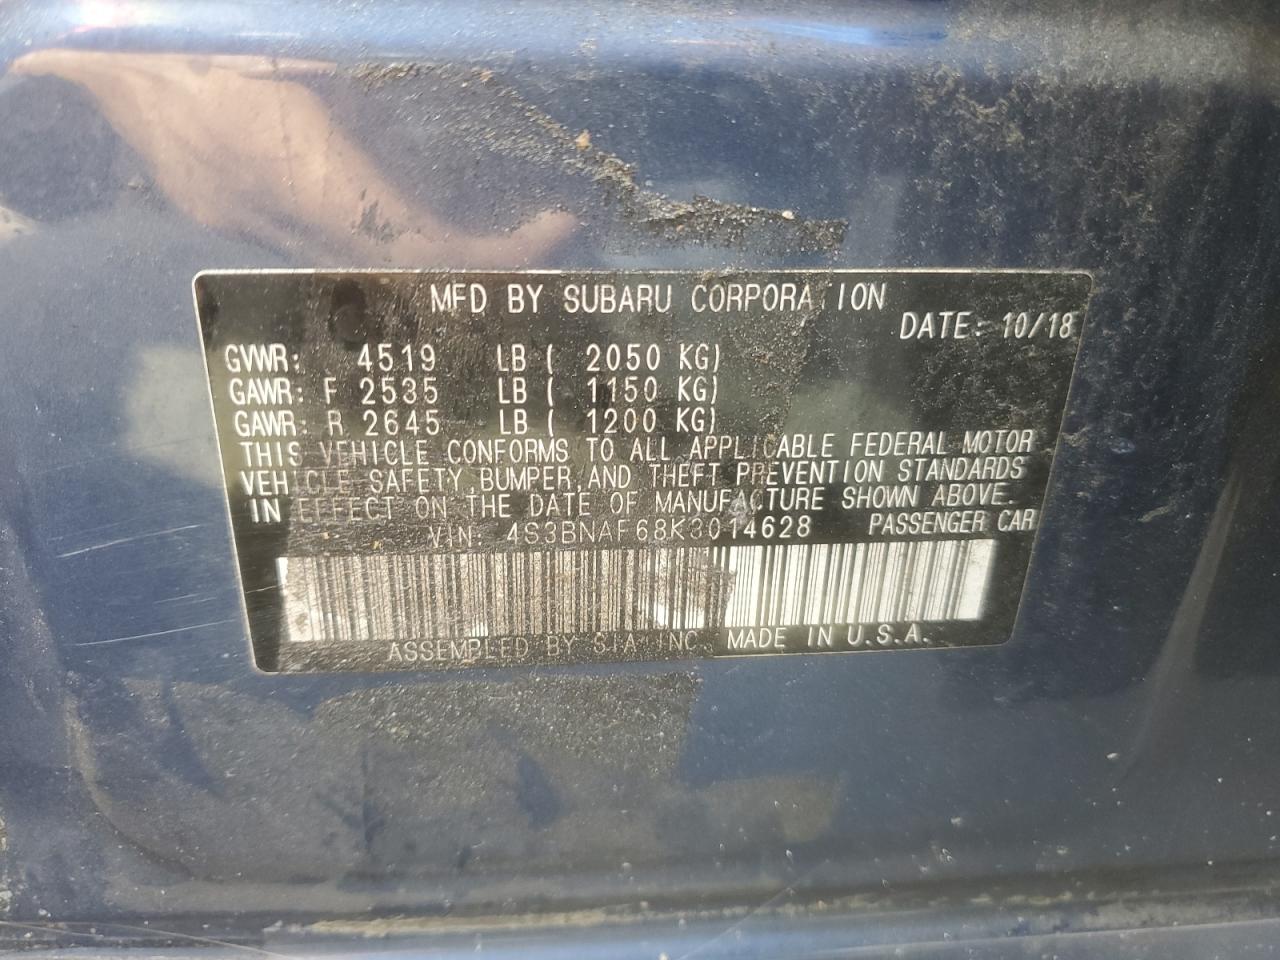 MFD BY SUBARU CORPORATION
DATE: 10/18
GVWR: 4519 LB ( 2050 KG)
GAWR: F 2535 LB ( 1150 KG)
GAWR: R 2645 LB ( 1200 KG)
THIS VEHICLE CONFORMS TO ALL APPLICABLE FEDERAL MOTOR
VEHICLE SAFETY, BUMPER, AND THEFT PREVENTION STANDARDS
IN EFFECT ON THE DATE OF MANUFACTURE SHOWN ABOVE.
VIN: 4S3BNAF68K3014628 PASSENGER CAR
ASSEMBLED BY SIA INC. MADE IN U.S.A.